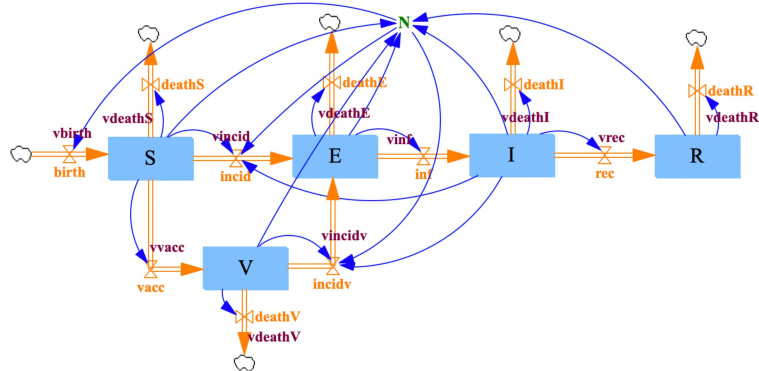 N
deathS
deathE
deathI
deathR
vdeathS
vdeathE
vdeathI
vdeathR
vbirth
vincid
vinf
vrec
S
E
I
R
birth
incid
inf
rec
vvacc
vincidv
V
vacc
incidv
deathV
vdeathV